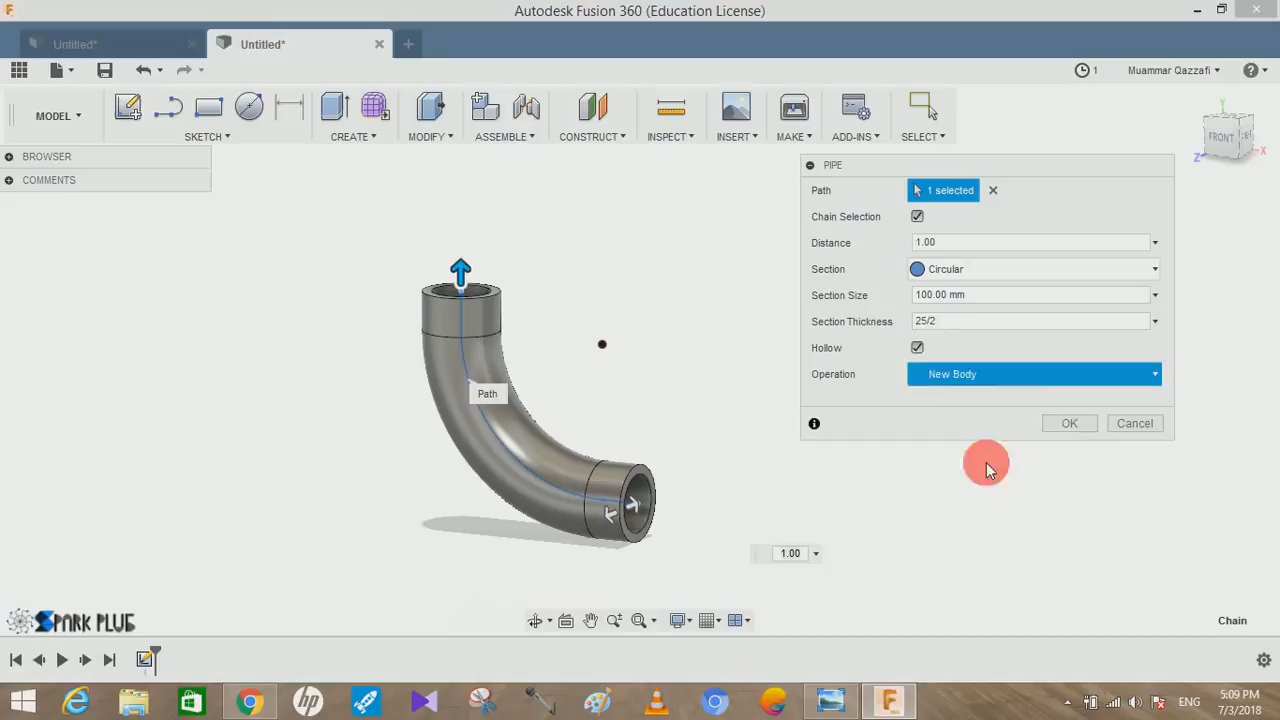 Autodesk Fusion 360 (Education License)
Untitled*
Untitled*
1
Muammar Qazzafi
MODEL
SKETCH
CREATE
MODIFY
ASSEMBLE
CONSTRUCT
INSPECT
INSERT
MAKE
ADD-INS
SELECT
Y
FRONT
Z
X
BROWSER
COMMENTS
PIPE
Path
1 selected
Chain Selection
Distance
1.00
Section
Circular
Section Size
100.00 mm
Section Thickness
25/2
Hollow
Operation
New Body
OK
Cancel
Path
1.00
SPARK PLUG
Chain
hp
ENG
5:09 PM
7/3/2018